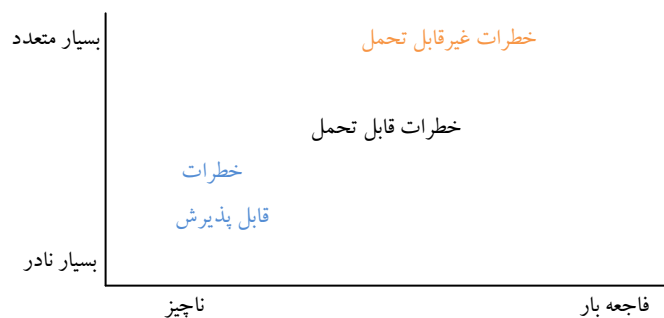 بسیار متعدد
خطرات غیرقابل تحمل
خطرات قابل تحمل
خطرات
قابل پذیرش
بسیار نادر
ناچیز
فاجعه بار